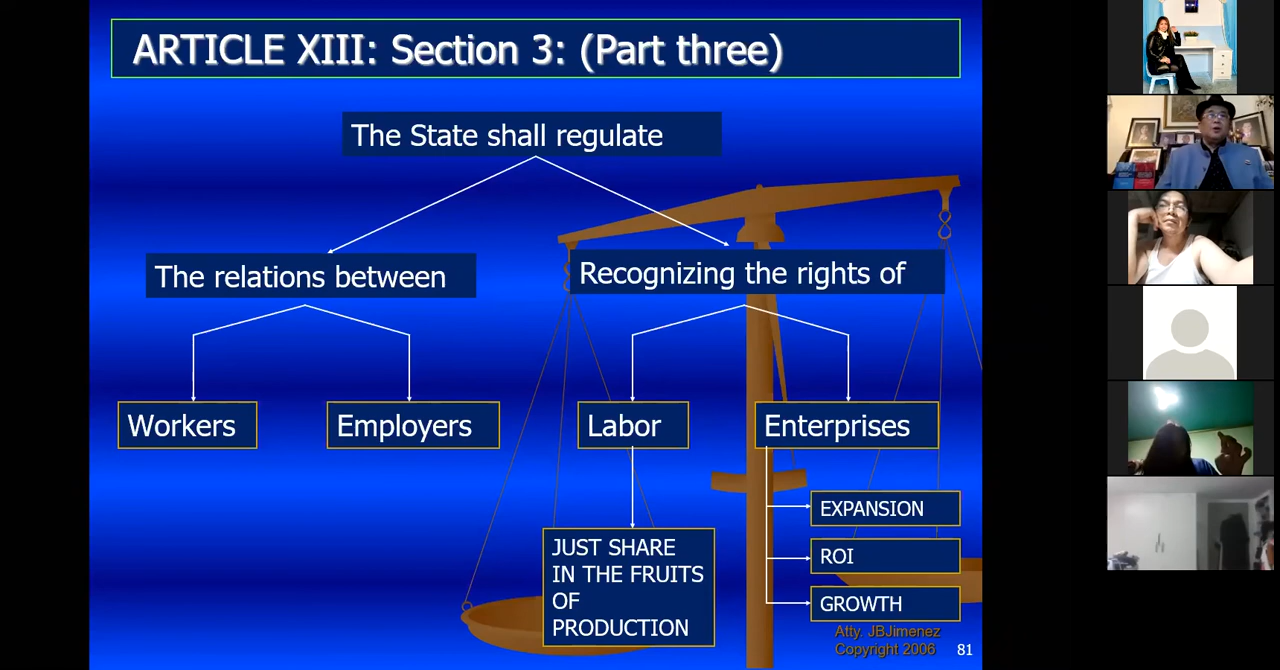 ARTICLE XIII: Section 3: (Part three)
The State shall regulate
The relations between
Recognizing the rights of
Workers
Employers
Labor
Enterprises
EXPANSION
JUST SHARE
IN THE FRUITS
OF
PRODUCTION
ROI
GROWTH
Atty. JBJimenez
Copyright 2006
81